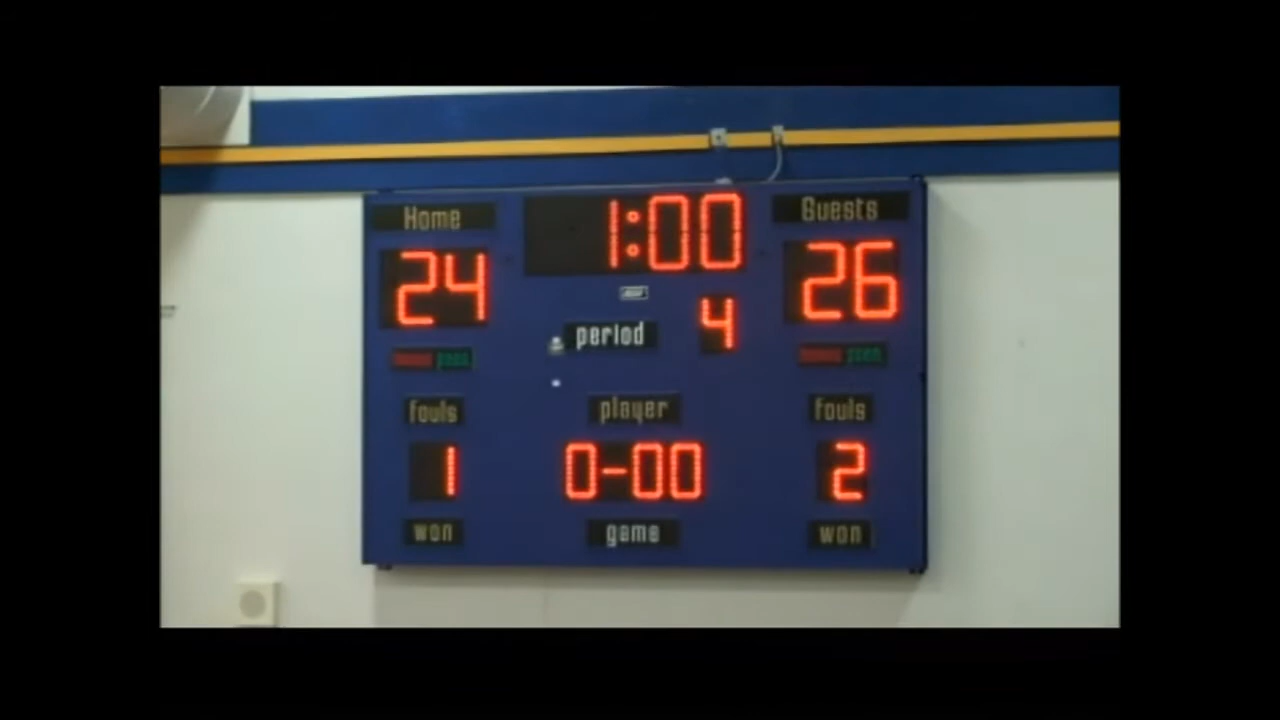 Home 1:00 Guests
24 26
period 4
fouls player fouls
1 0-00 2
won game won